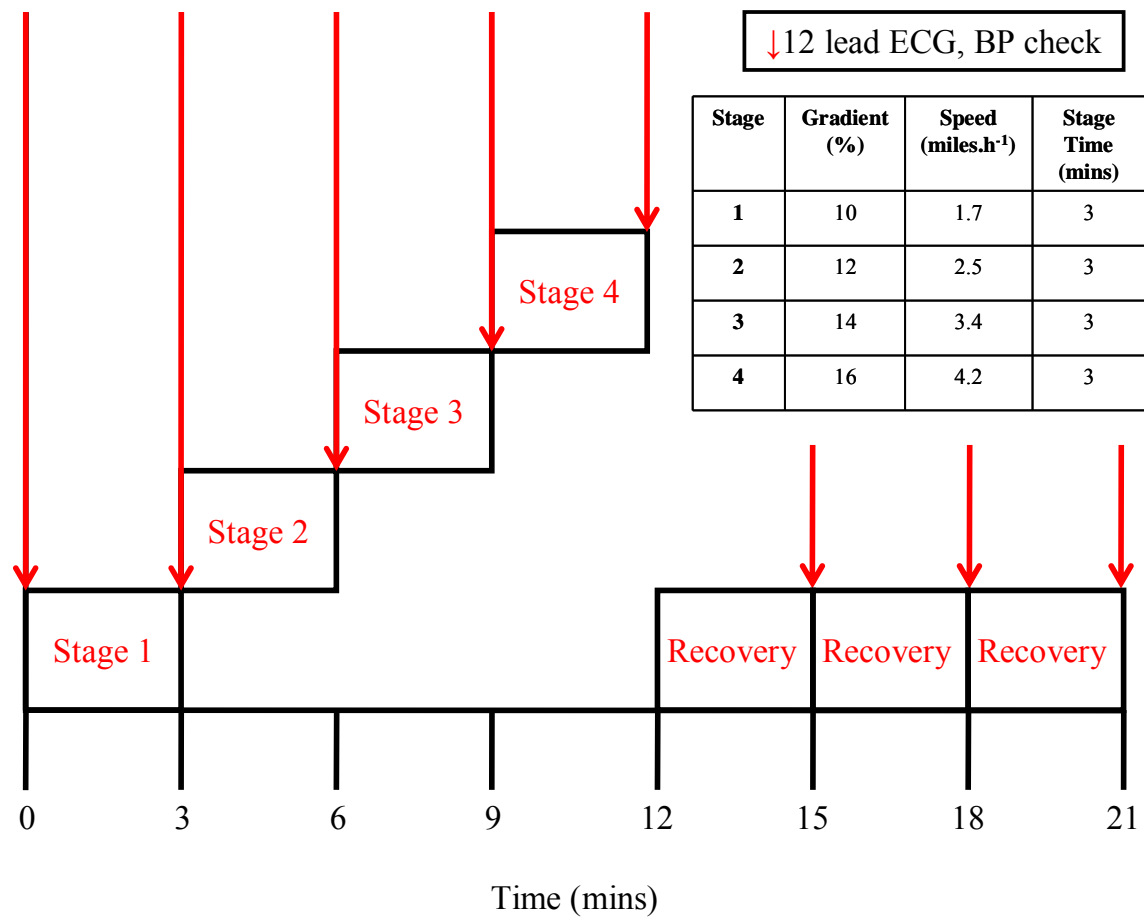 ↓12 lead ECG, BP check
Stage Gradient (%) Speed (miles.h⁻¹) Stage Time (mins)
1 10 1.7 3
2 12 2.5 3
3 14 3.4 3
4 16 4.2 3
Stage 4
Stage 3
Stage 2
Stage 1 Recovery Recovery Recovery
0 3 6 9 12 15 18 21
Time (mins)